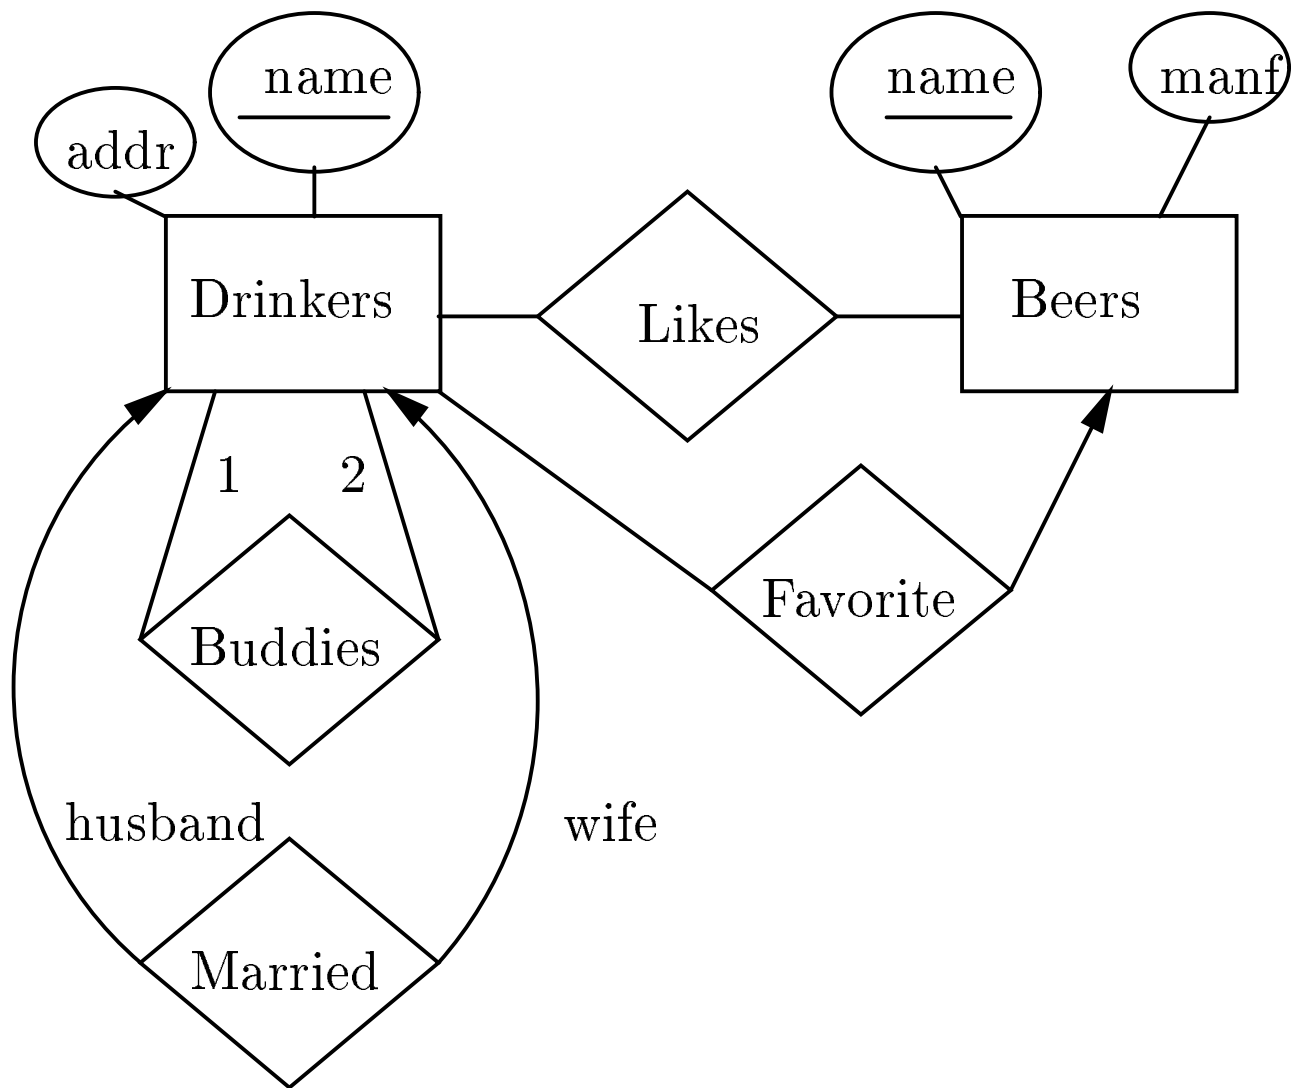 name
name
manf
addr
Drinkers
Beers
Likes
1
2
Favorite
Buddies
husband
wife
Married